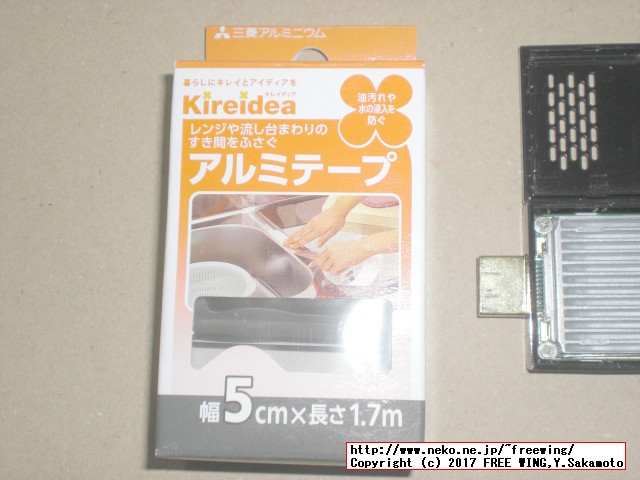 三菱アルミニウム
暮らしにキレイとアイディアを
Kireidea
キレイディア
油汚れや
水の浸入を
防ぐ
レンジや流し台まわりの
すき間をふさぐ
アルミテープ
幅5cm×長さ1.7m
http://www.neko.ne.jp/~freewing/
Copyright (c) 2017 FREE WING,Y.Sakamoto